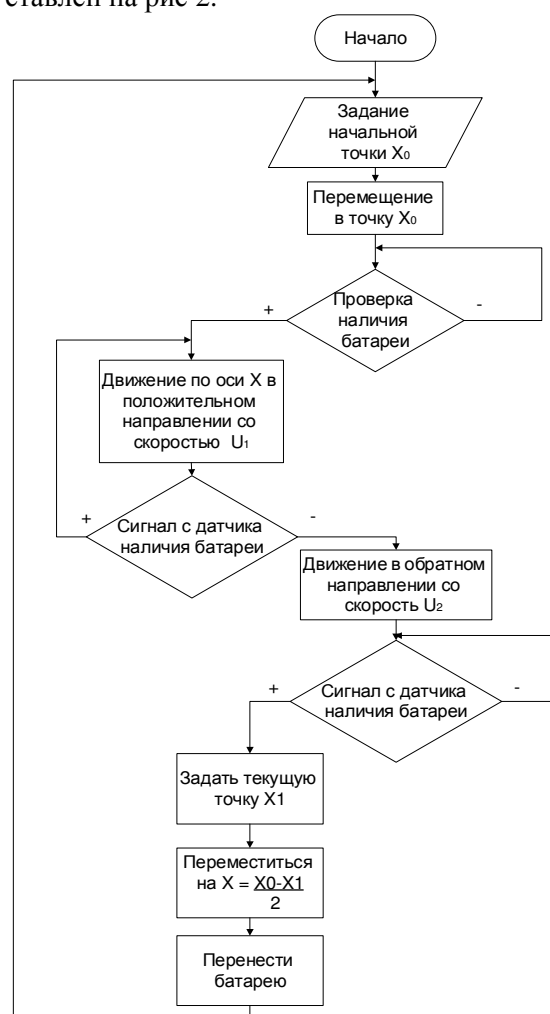 ставлен на рис 2.
Начало
Задание
начальной
точки X₀
Перемещение
в точку X₀
Проверка
наличия
батареи
+
-
Движение по оси X в
положительном
направлении со
скоростью U₁
+
Сигнал с датчика
наличия батареи
-
Движение в обратном
направлении со
скорость U₂
+
Сигнал с датчика
наличия батареи
-
Задать текущую
точку X1
Переместиться
на X = X0-X1
2
Перенести
батарею